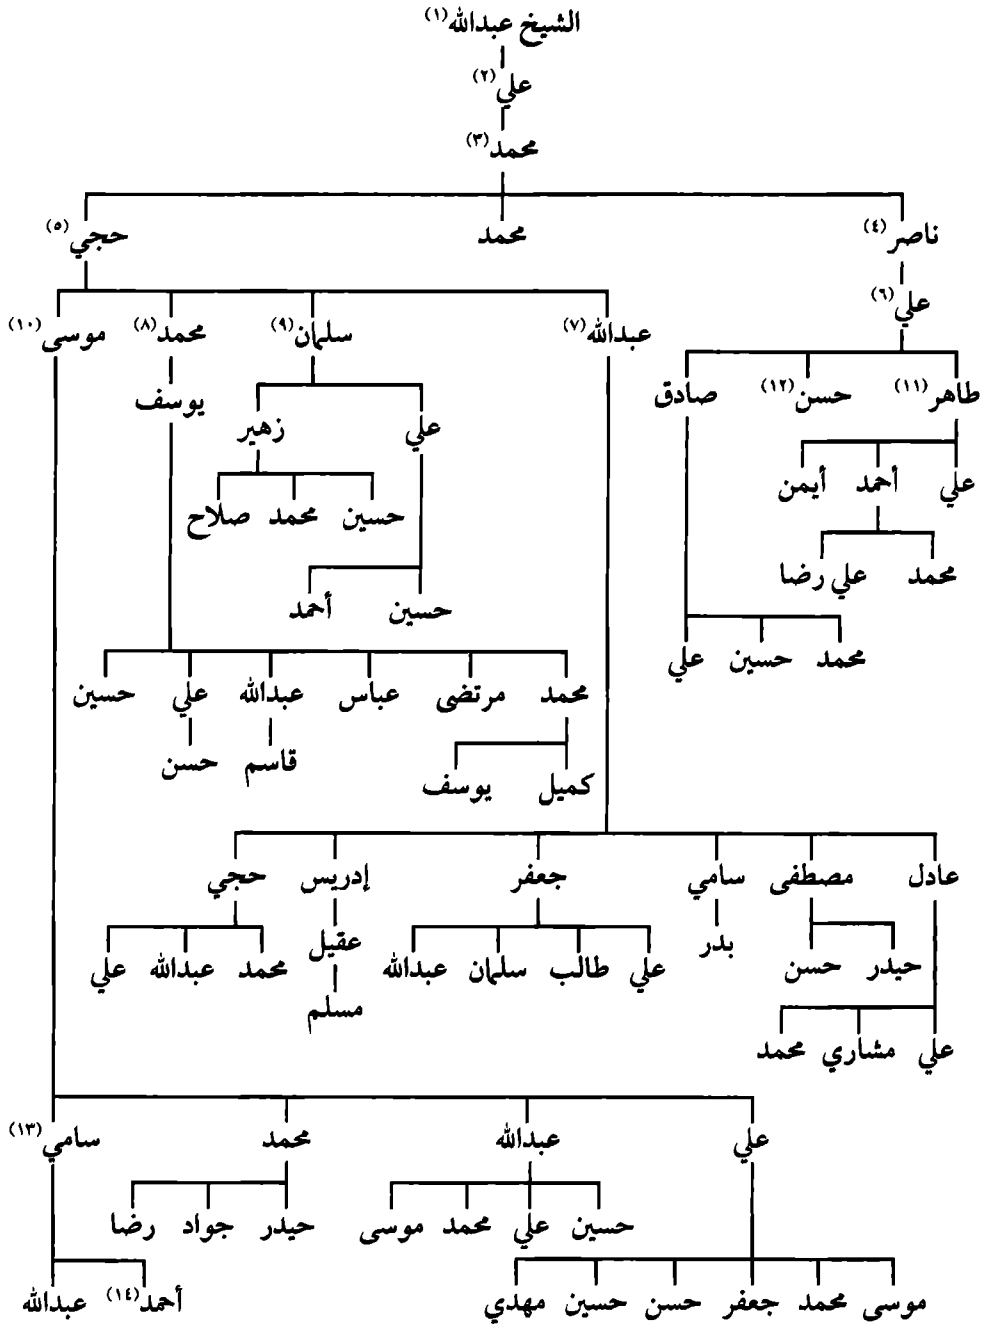 الشيخ عبدالله(١)
علي(٢)
محمد(٣)
ناصر(٤) محمد حجي(٥)
علي(٦)
عبدالله(٧) سلمان(٩) محمد(٨) موسى(١٠)
طاهر(١١) حسن(١٢) صادق يوسف
علي زهير
علي أحمد أيمن
حسين محمد صلاح
محمد علي رضا
حسين أحمد
محمد حسين علي
محمد مرتضى عباس عبدالله علي حسين
قاسم حسن
كميل يوسف
عادل مصطفى سامي جعفر إدريس حجي
بدر عقيل
حيدر حسن علي طالب سلمان عبدالله محمد عبدالله علي
مسلم
علي مشاري محمد
علي عبدالله محمد سامي(١٣)
حسين علي محمد موسى حيدر جواد رضا
موسى محمد جعفر حسن حسين مهدي أحمد(١٤) عبدالله